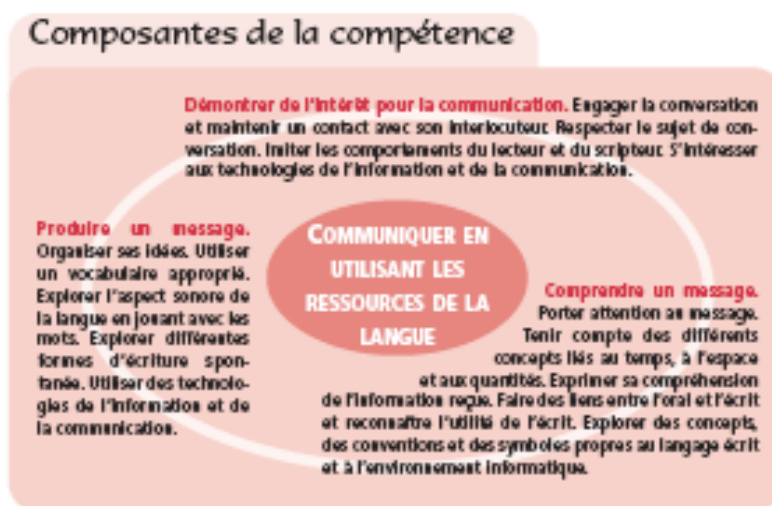 Composantes de la compétence
Démontrer de l'intérêt pour la communication. Engager la conversation
et maintenir un contact avec son interlocuteur. Respecter le sujet de con-
versation. Imiter les comportements du lecteur et du scripteur. S'intéresser
aux technologies de l'information et de la communication.
Produire un message.
Organiser ses idées. Utiliser
un vocabulaire approprié.
Explorer l'aspect sonore de
la langue en jouant avec les
mots. Explorer différentes
formes d'écriture spon-
tanée. Utiliser des technolo-
gies de l'information et de
la communication.
COMMUNIQUER EN
UTILISANT LES
RESSOURCES DE LA
LANGUE
Comprendre un message.
Porter attention au message.
Tenir compte des différents
concepts liés au temps, à l'espace
et aux quantités. Exprimer sa compréhension
de l'information reçue. Faire des liens entre l'oral et l'écrit
et reconnaître l'utilité de l'écrit. Explorer des concepts,
des conventions et des symboles propres au langage écrit
et à l'environnement informatique.